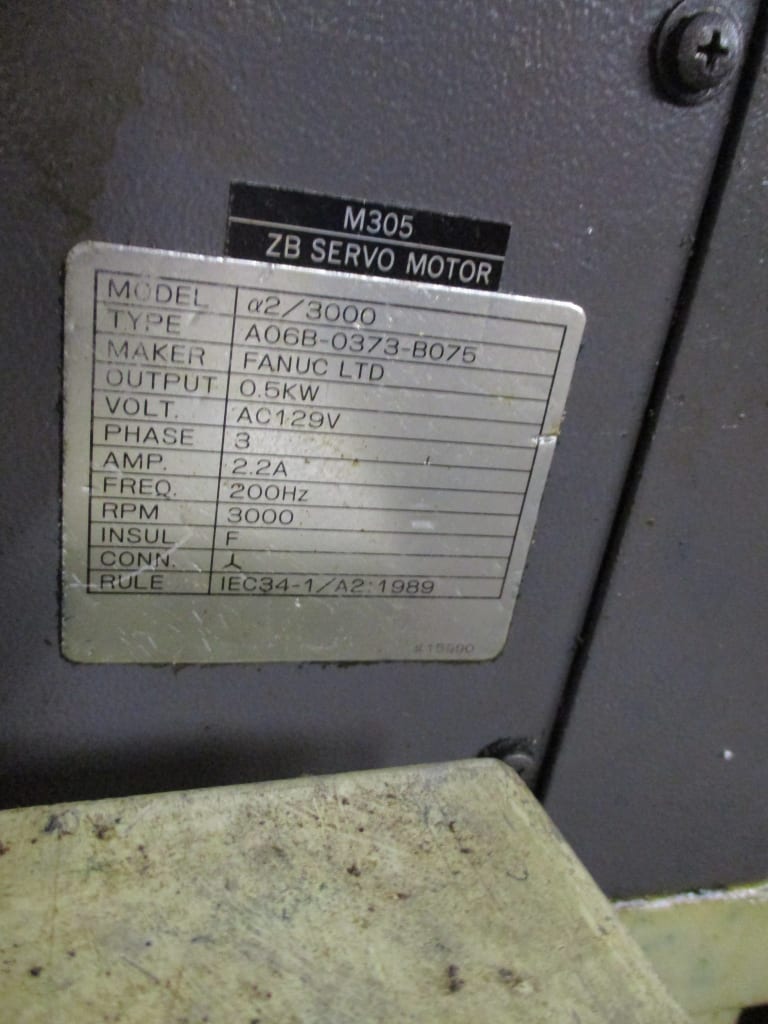 M305
ZB SERVO MOTOR
MODEL α2/3000
TYPE A06B-0373-B075
MAKER FANUC LTD
OUTPUT 0.5KW
VOLT. AC129V
PHASE 3
AMP. 2.2A
FREQ. 200Hz
RPM 3000
INSUL F
CONN. ⅄
RULE IEC34-1/A2:1989